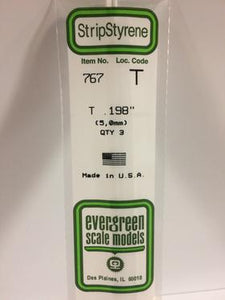 StripStyrene
Item No. Loc. Code
767 T
T .198"
(5,0mm)
QTY 3
Made in U.S.A.
evergreen
scale models
Des Plaines, IL 60018